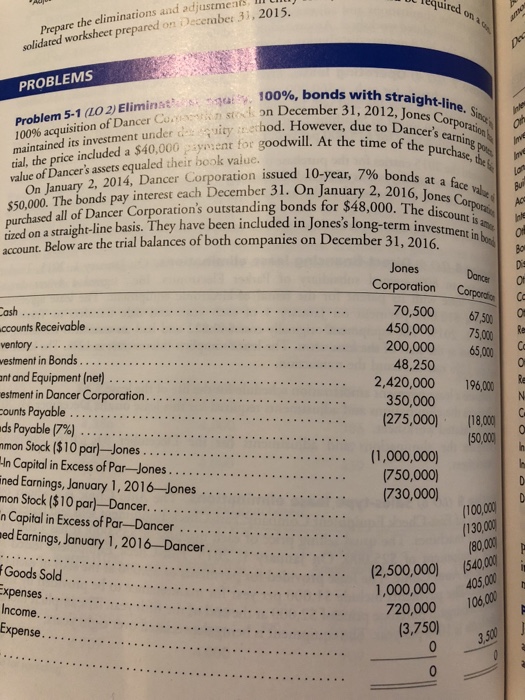 Prepare the eliminations and adjustments,
required on a
solidated worksheet prepared on December 31, 2015.
PROBLEMS
Problem 5-1 (LO 2) 100%, bonds with straight-line. Since
100% acquisition of Dancer stock on December 31, 2012, Jones Corporation
maintained its investment under equity method. However, due to Dancer's earning
tial, the price included a $40,000 payment for goodwill. At the time of the purchase, the
value of Dancer's assets equaled their book value.
On January 2, 2014, Dancer Corporation issued 10-year, 7% bonds at a face value
$50,000. The bonds pay interest each December 31. On January 2, 2016, Jones
purchased all of Dancer Corporation's outstanding bonds for $48,000. The discount is
tized on a straight-line basis. They have been included in Jones's long-term investment in
account. Below are the trial balances of both companies on December 31, 2016.
Jones Dancer
Corporation Corporation
Cash 70,500 67,500
ccounts Receivable 450,000 75,000
ventory 200,000 65,000
vestment in Bonds 48,250
ant and Equipment (net) 2,420,000 196,000
estment in Dancer Corporation 350,000
counts Payable (275,000) (18,000)
ds Payable (7%) (50,000)
mmon Stock ($10 par)—Jones (1,000,000)
-In Capital in Excess of Par—Jones (750,000)
ined Earnings, January 1, 2016—Jones (730,000)
mon Stock ($10 par)—Dancer (100,000)
n Capital in Excess of Par—Dancer (130,000)
ed Earnings, January 1, 2016—Dancer (80,000)
(2,500,000) (540,000)
f Goods Sold 1,000,000 405,000
Expenses 720,000 106,000
Income (3,750)
Expense 0 3,500
0 0